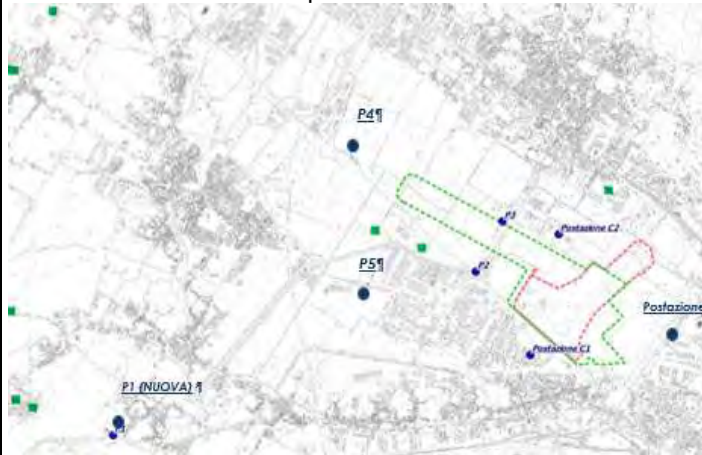 P4¶
P3
Postazione C2
P2
P5¶
Postazione
Postazione C1
P1 (NUOVA) ¶